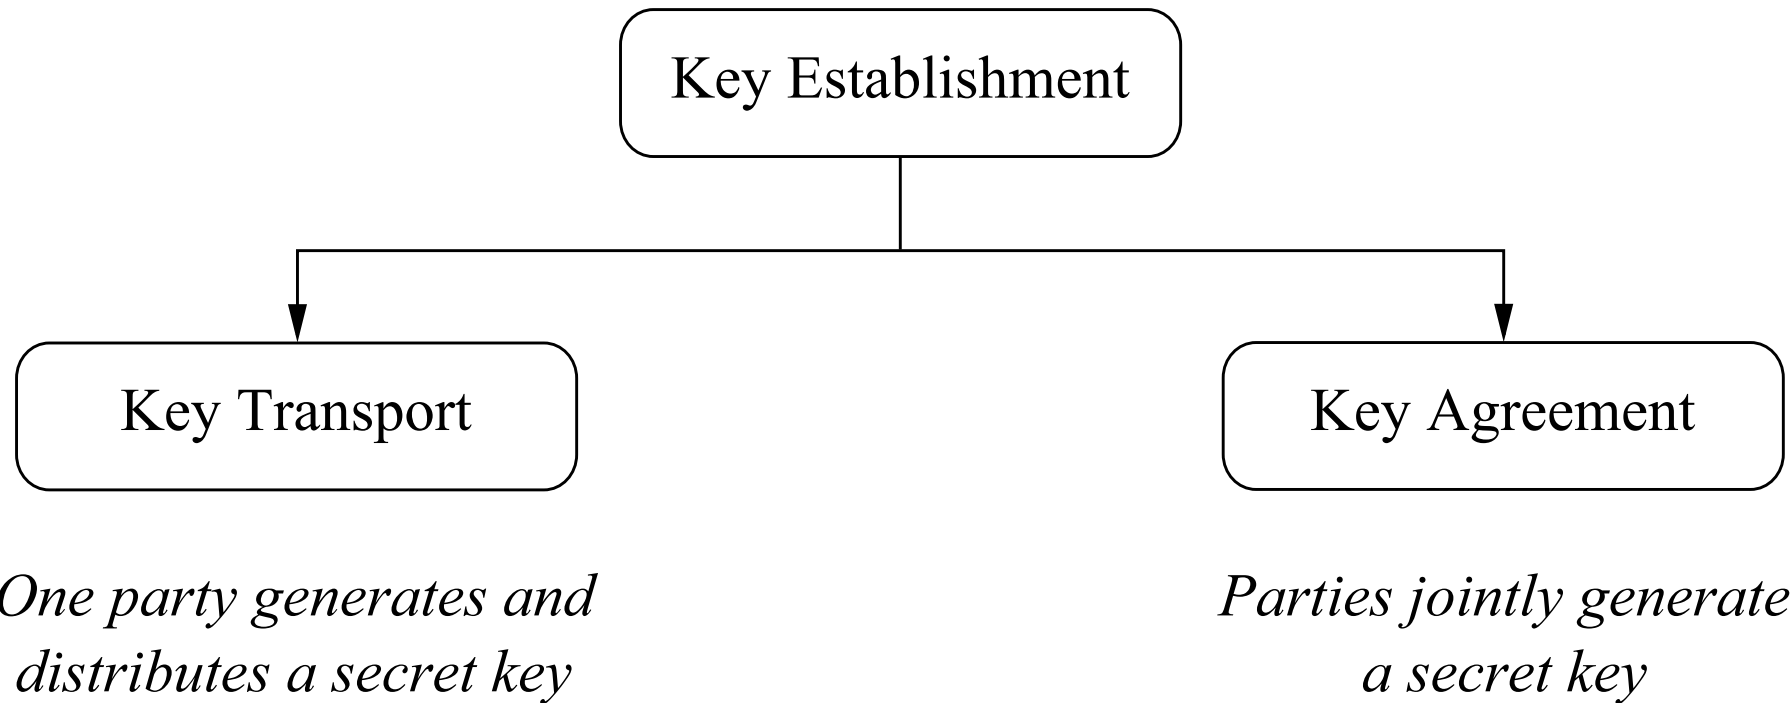 Key Establishment
Key Transport
Key Agreement
One party generates and
distributes a secret key
Parties jointly generate
a secret key